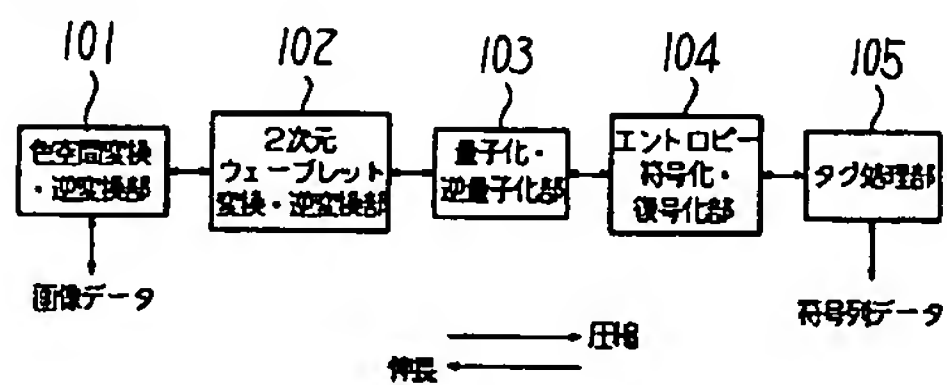 101
102
103
104
105
色空間変換
・逆変換部
2次元
ウェーブレット
変換・逆変換部
量子化・
逆量子化部
エントロピー
符号化・
復号化部
タグ処理部
画像データ
符号列データ
圧縮
伸長